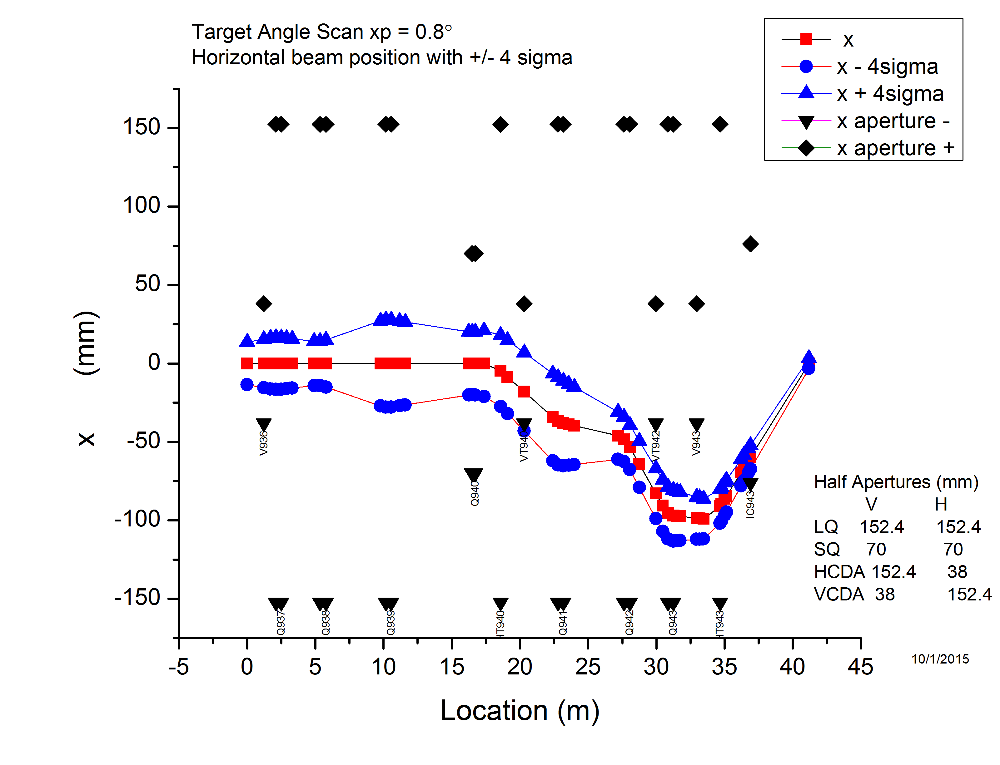 Target Angle Scan xp = 0.8°
Horizontal beam position with +/- 4 sigma
x
x - 4sigma
x + 4sigma
x aperture -
x aperture +
150
100
50
0
-50
-100
-150
x (mm)
V936
VT940
VT942
V943
Q940
IC943
Q937
Q938
Q939
HT940
Q941
Q942
Q943
HT943
Half Apertures (mm)
V H
LQ 152.4 152.4
SQ 70 70
HCDA 152.4 38
VCDA 38 152.4
-5 0 5 10 15 20 25 30 35 40 45
10/1/2015
Location (m)